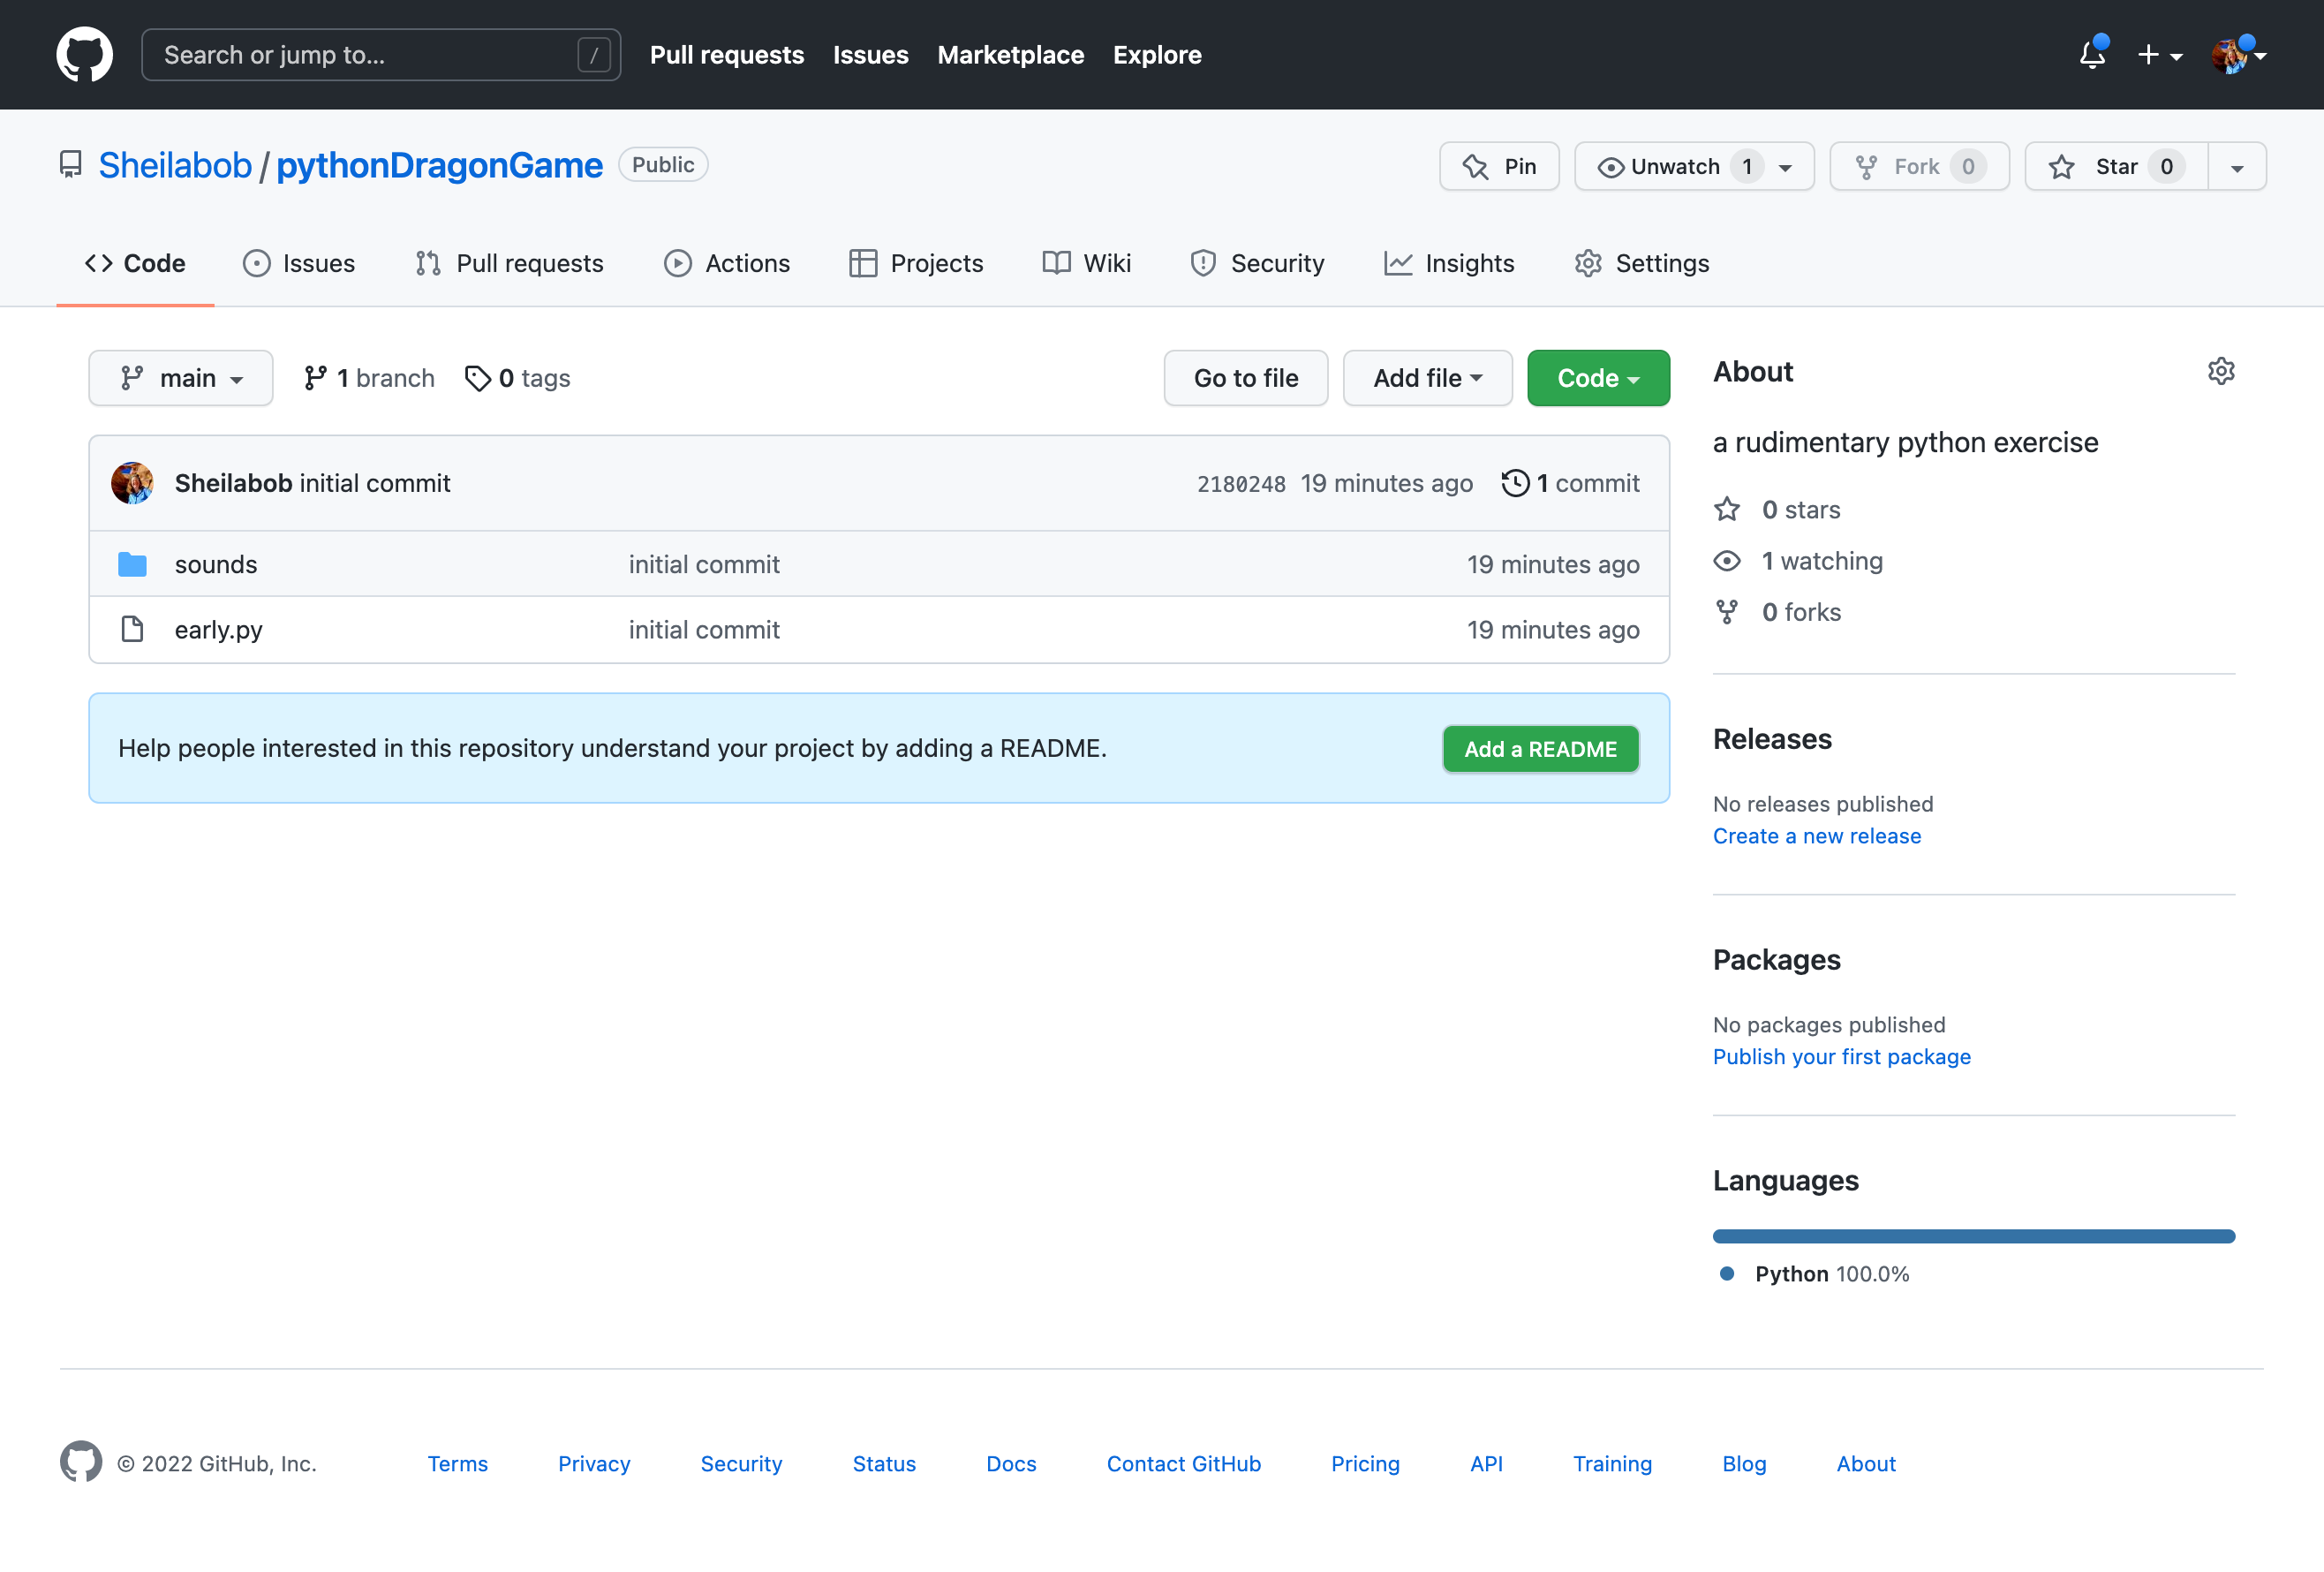 Search or jump to... / Pull requests Issues Marketplace Explore
Sheilabob / pythonDragonGame Public Pin Unwatch 1 Fork 0 Star 0
Code Issues Pull requests Actions Projects Wiki Security Insights Settings
main 1 branch 0 tags Go to file Add file Code
Sheilabob initial commit 2180248 19 minutes ago 1 commit
sounds initial commit 19 minutes ago
early.py initial commit 19 minutes ago
Help people interested in this repository understand your project by adding a README. Add a README
About
a rudimentary python exercise
0 stars
1 watching
0 forks
Releases
No releases published
Create a new release
Packages
No packages published
Publish your first package
Languages
Python 100.0%
© 2022 GitHub, Inc. Terms Privacy Security Status Docs Contact GitHub Pricing API Training Blog About